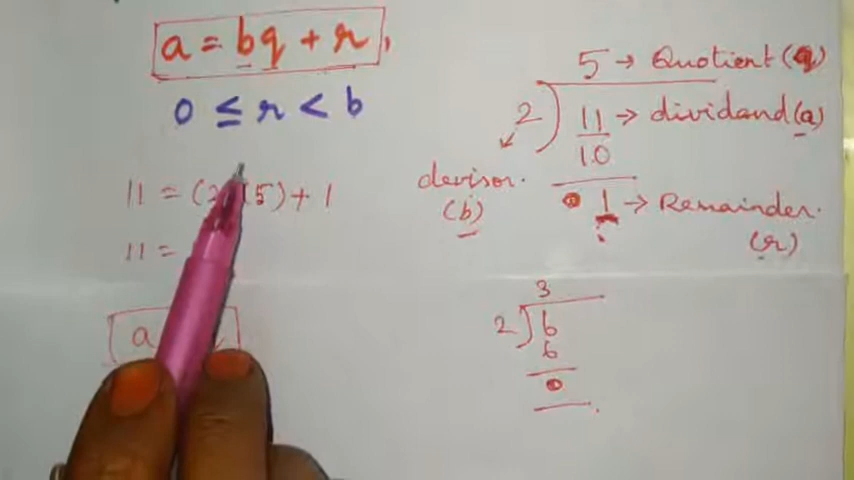 a = bq + r,
0 ≤ r < b
11 = (2 5) + 1
11 =
a
5 → Quotient (q)
2 11 → dividand (a)
10
devisor.
(b)
1 → Remainder.
(r)
3
2 6
6
0